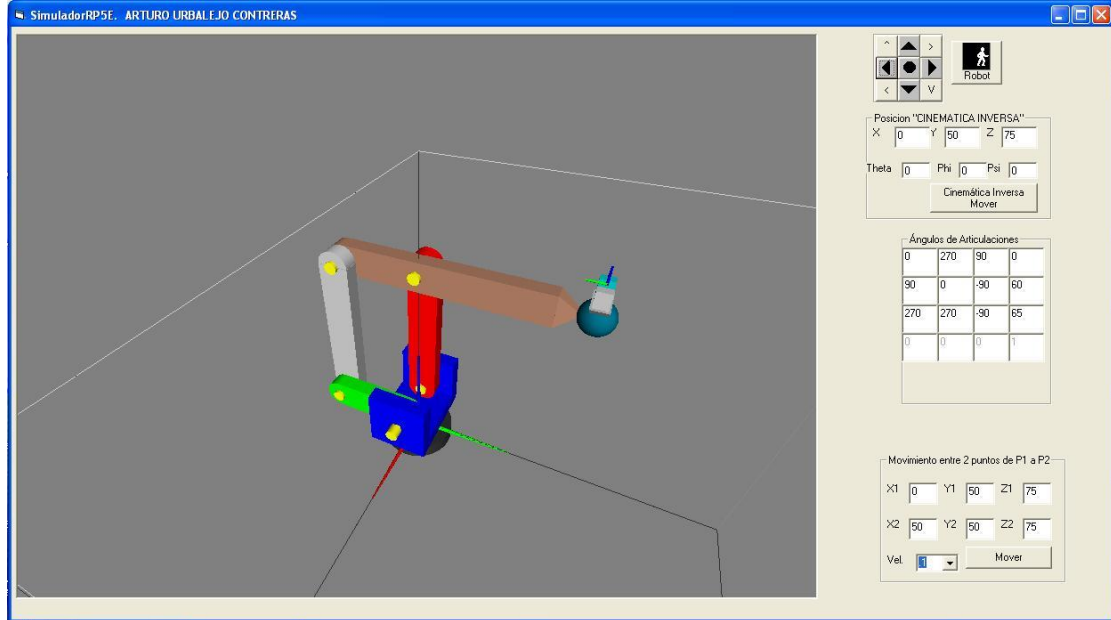 SimuladorRP5E. ARTURO URBALEJO CONTRERAS
^ >
< V
Robot
Posicion "CINEMATICA INVERSA"
X 0 Y 50 Z 75
Theta 0 Phi 0 Psi 0
Cinemática Inversa
Mover
Ángulos de Articulaciones
0 270 90 0
90 0 -90 60
270 270 -90 65
0 0 0 1
Movimiento entre 2 puntos de P1 a P2
X1 0 Y1 50 Z1 75
X2 50 Y2 50 Z2 75
Vel. 1 Mover